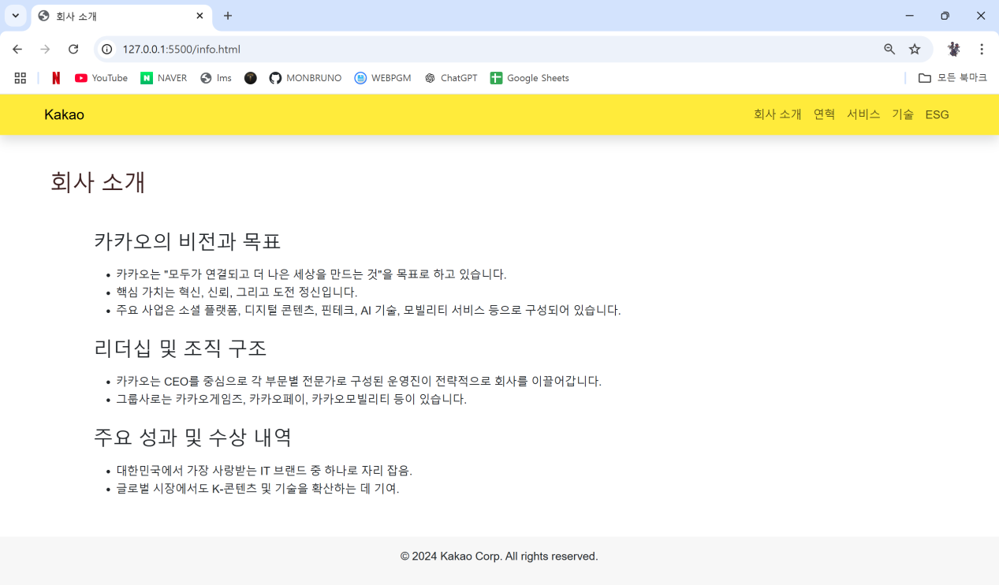 회사 소개
127.0.0.1:5500/info.html
YouTube NAVER lms MONBRUNO WEBPGM ChatGPT Google Sheets 모든 북마크
Kakao 회사 소개 연혁 서비스 기술 ESG
회사 소개
카카오의 비전과 목표
카카오는 "모두가 연결되고 더 나은 세상을 만드는 것"을 목표로 하고 있습니다.
핵심 가치는 혁신, 신뢰, 그리고 도전 정신입니다.
주요 사업은 소셜 플랫폼, 디지털 콘텐츠, 핀테크, AI 기술, 모빌리티 서비스 등으로 구성되어 있습니다.
리더십 및 조직 구조
카카오는 CEO를 중심으로 각 부문별 전문가로 구성된 운영진이 전략적으로 회사를 이끌어갑니다.
그룹사로는 카카오게임즈, 카카오페이, 카카오모빌리티 등이 있습니다.
주요 성과 및 수상 내역
대한민국에서 가장 사랑받는 IT 브랜드 중 하나로 자리 잡음.
글로벌 시장에서도 K-콘텐츠 및 기술을 확산하는 데 기여.
© 2024 Kakao Corp. All rights reserved.